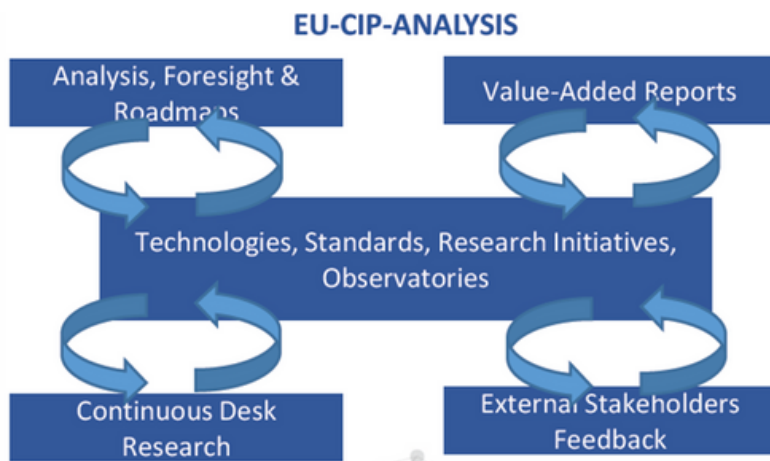 EU-CIP-ANALYSIS
Analysis, Foresight &
Roadmaps
Value-Added Reports
Technologies, Standards, Research Initiatives,
Observatories
Continuous Desk
Research
External Stakeholders
Feedback